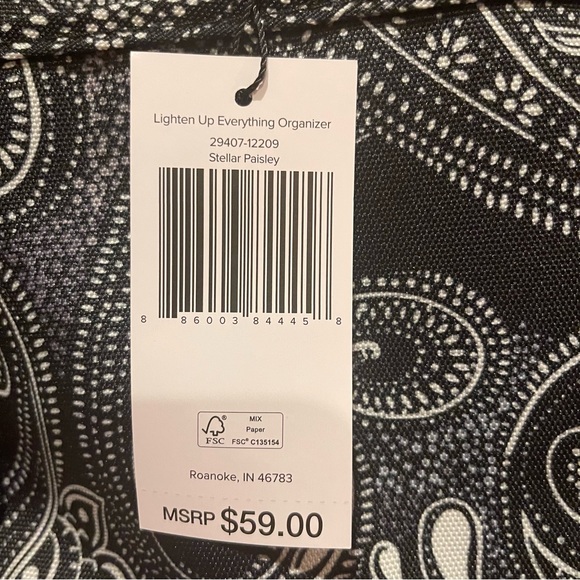 Lighten Up Everything Organizer
29407-12209
Stellar Paisley
8 86003 84445 8
FSC®
MIX
Paper
FSC® C135154
Roanoke, IN 46783
MSRP $59.00